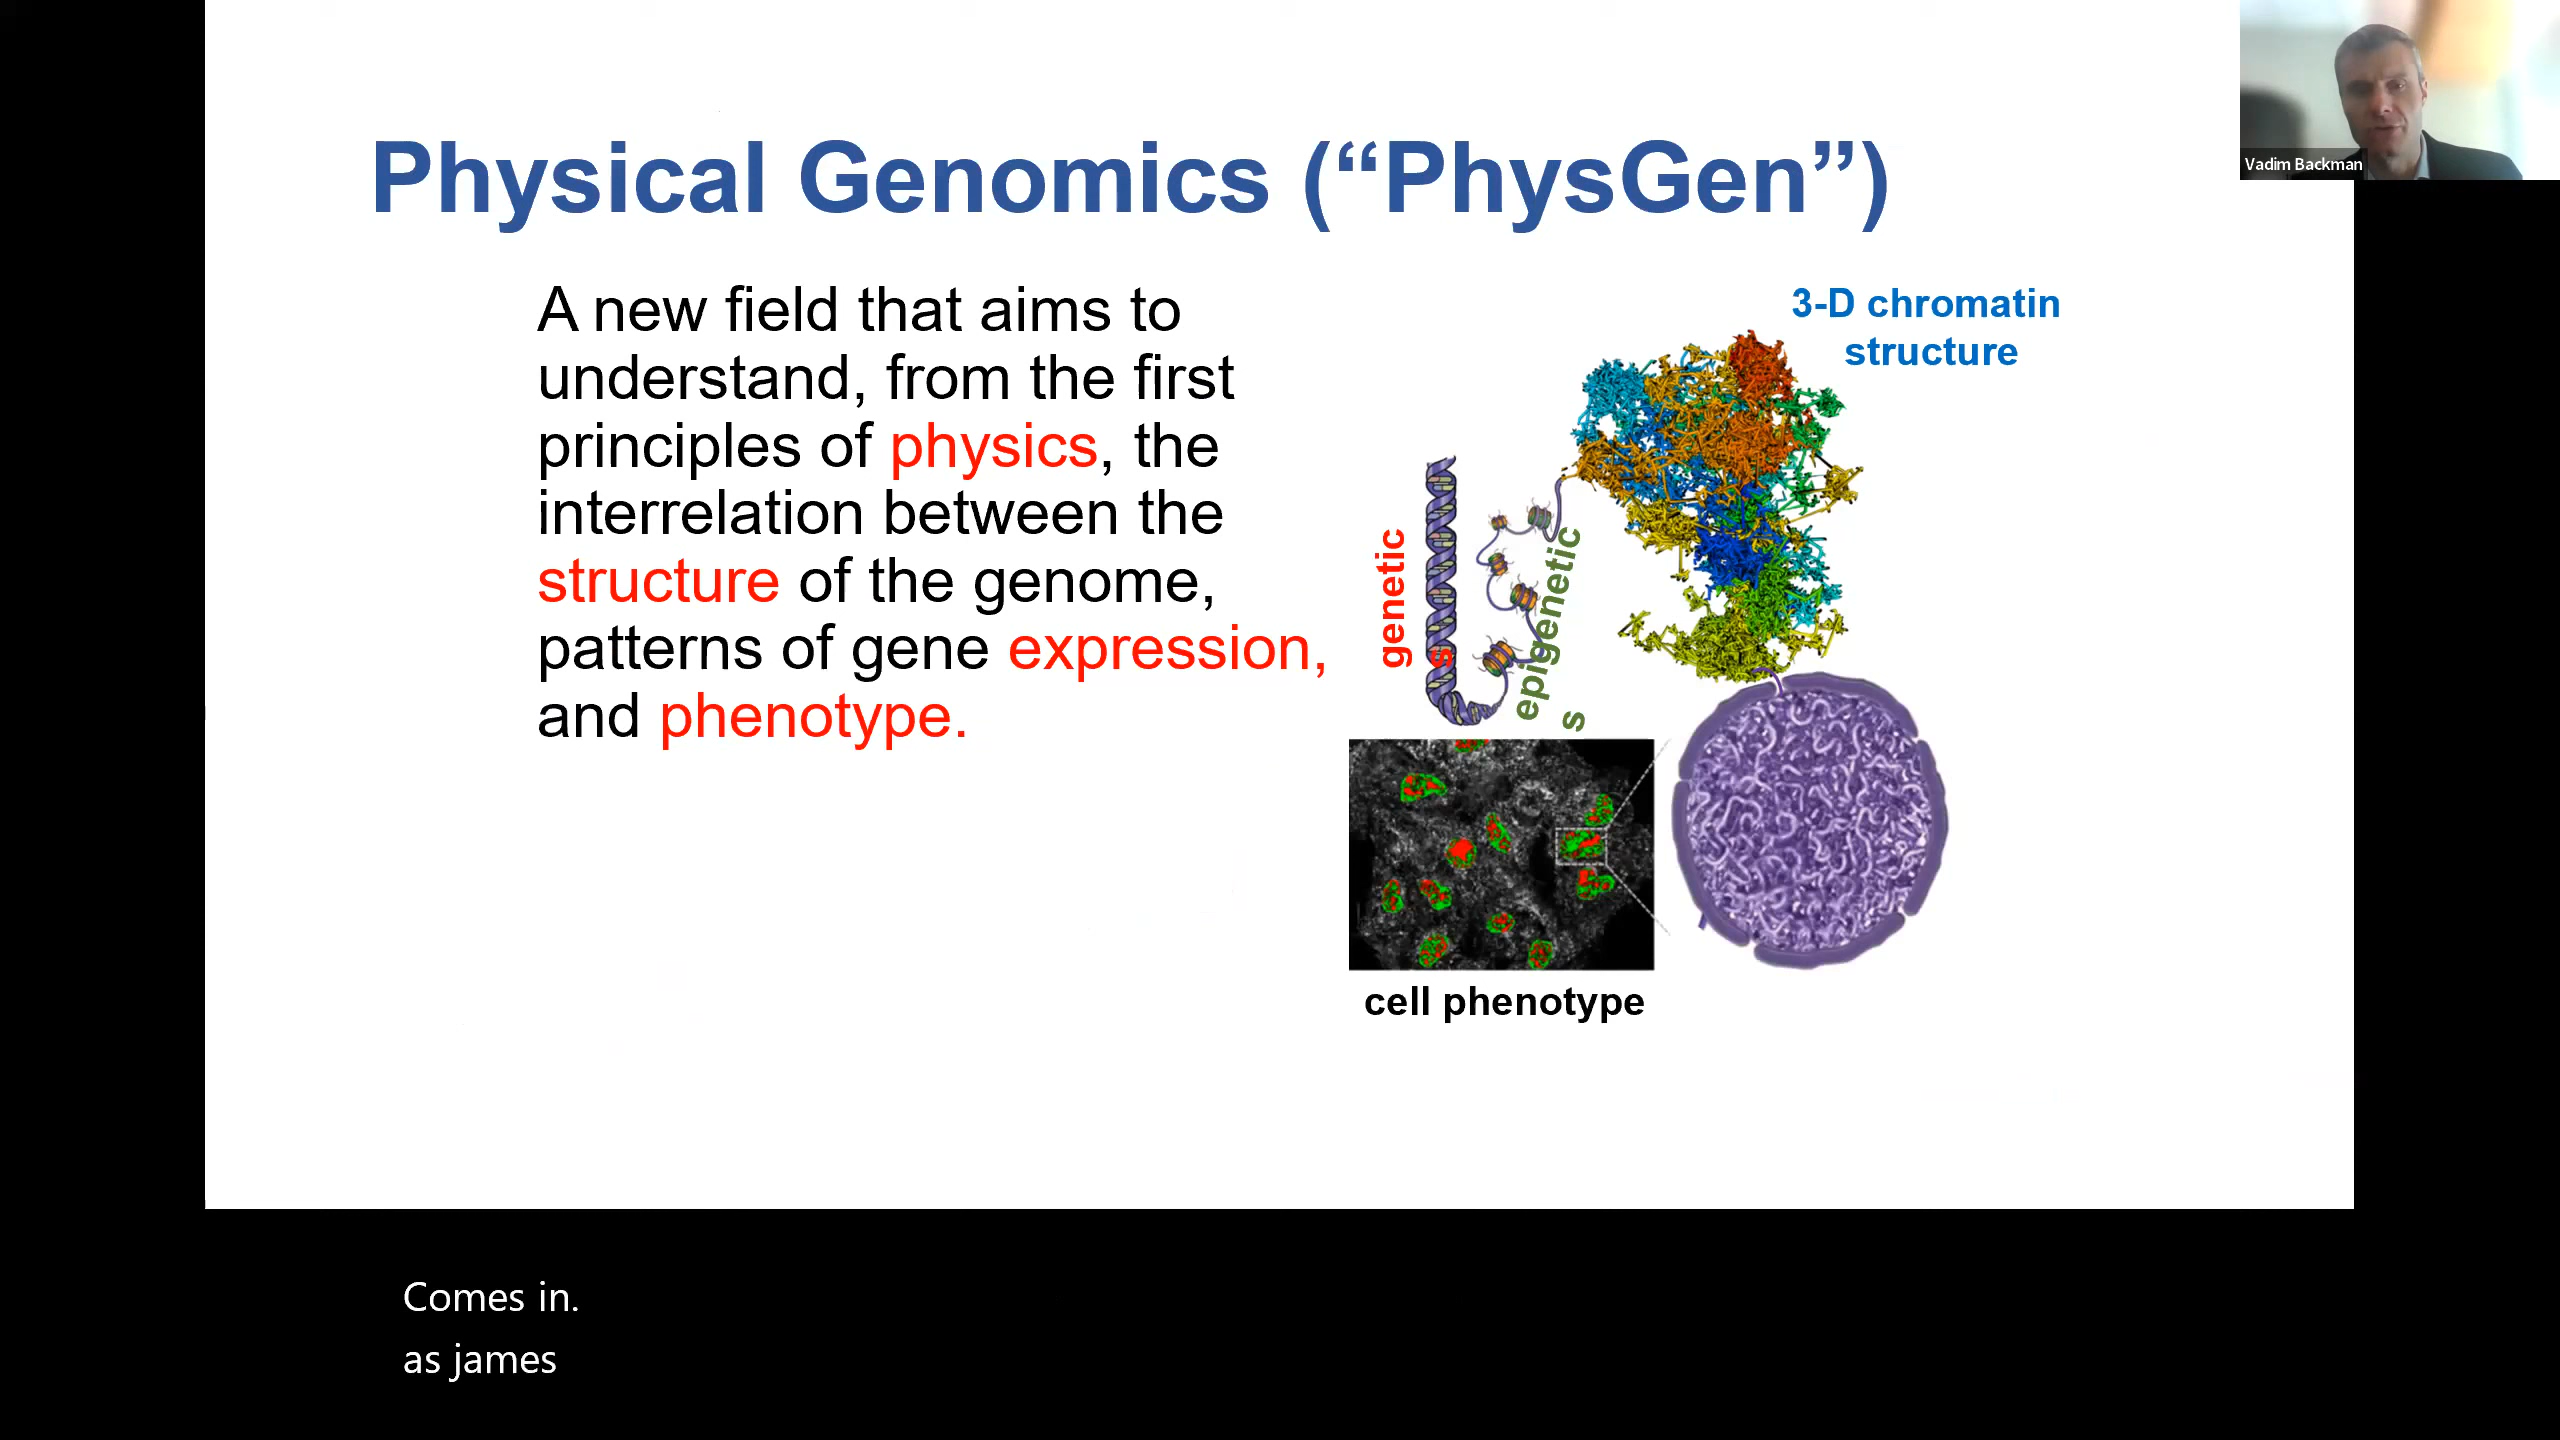 Vadim Backman
Physical Genomics (“PhysGen”)
A new field that aims to
understand, from the first
principles of physics, the
interrelation between the
structure of the genome,
patterns of gene expression,
and phenotype.
3-D chromatin
structure
genetic
s
epigenetic
s
cell phenotype
Comes in.
as james